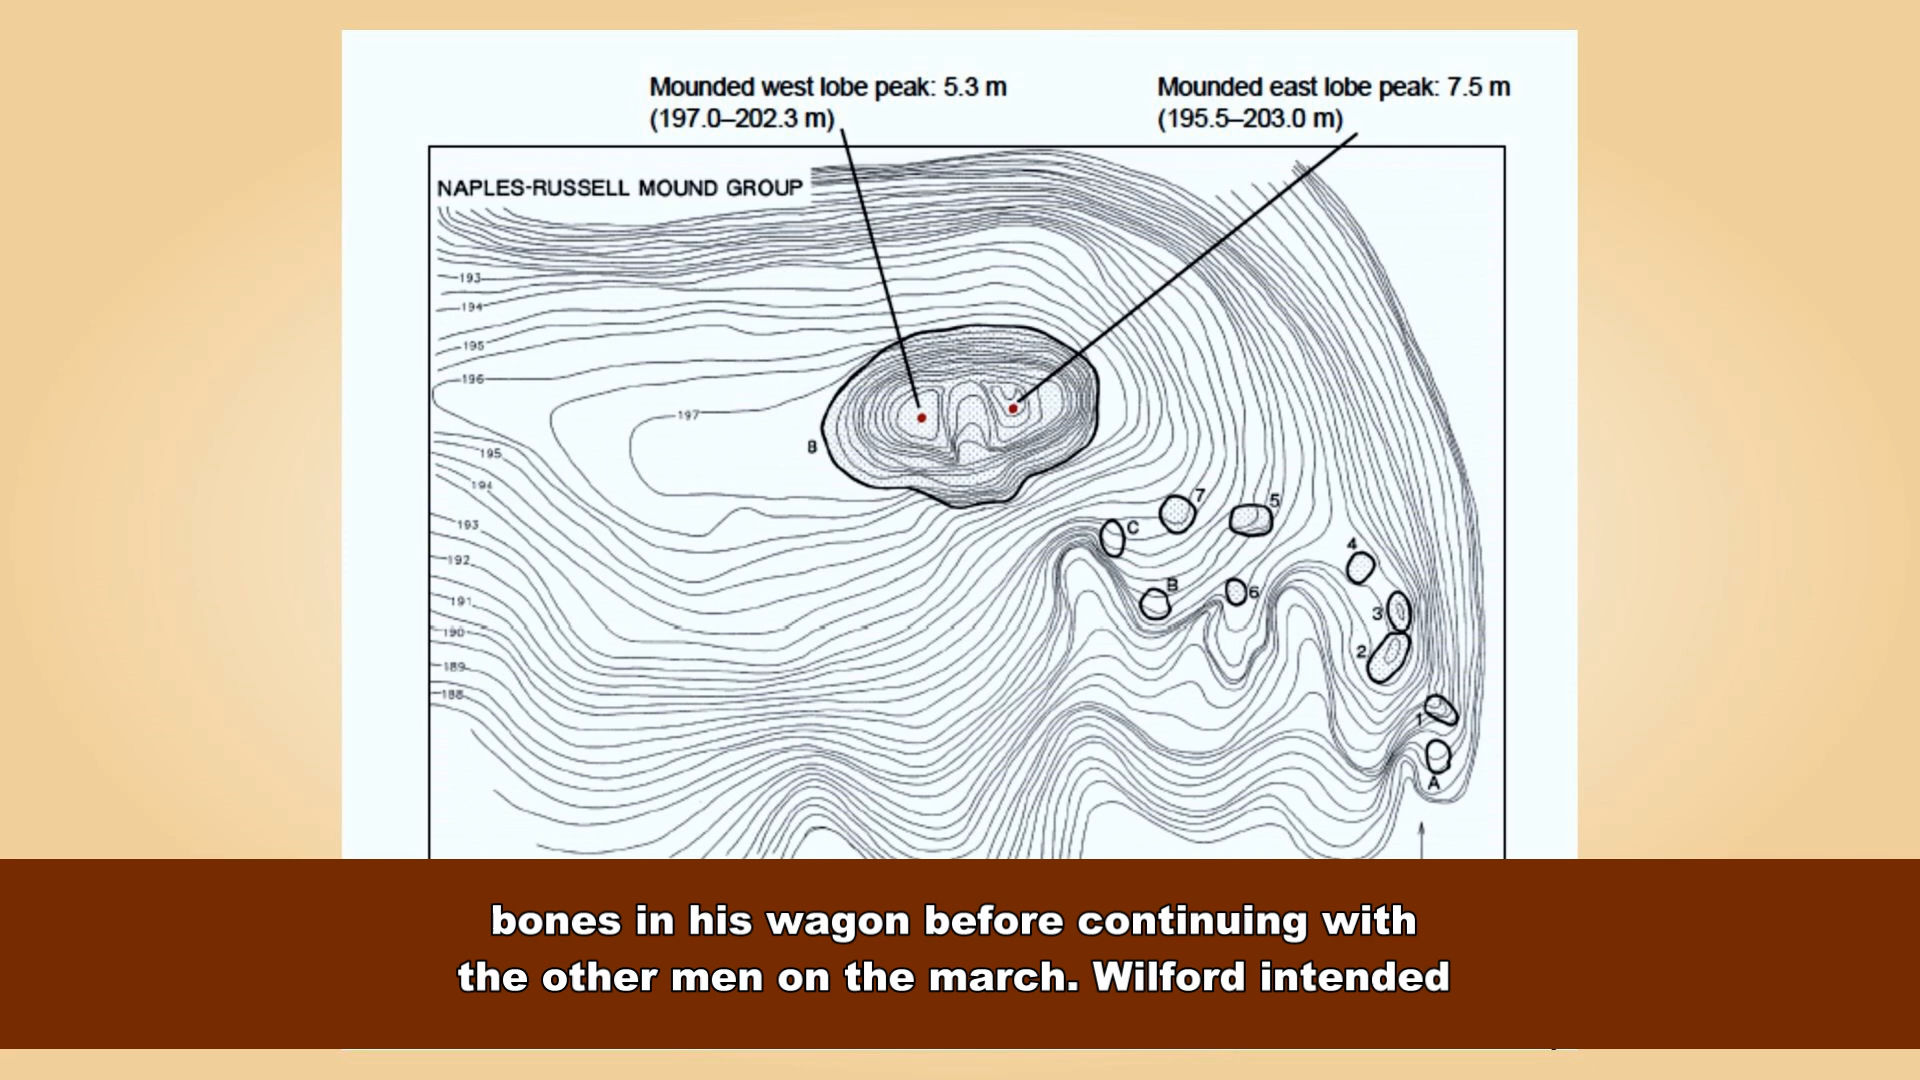 Mounded west lobe peak: 5.3 m
(197.0–202.3 m)
Mounded east lobe peak: 7.5 m
(195.5–203.0 m)
NAPLES-RUSSELL MOUND GROUP
193
194
195
196
197
8
195
194
193
192
191
190
189
188
7
5
C
4
B
6
3
2
1
A
bones in his wagon before continuing with
the other men on the march. Wilford intended